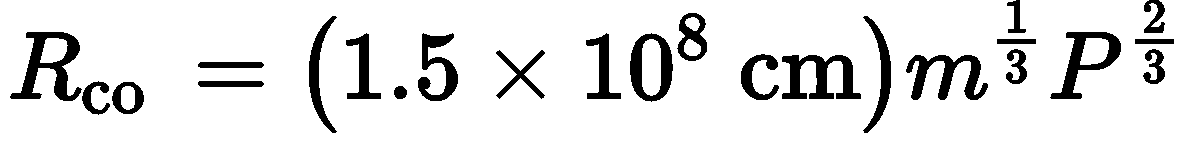 R_co = (1.5 × 10^8 cm) m^{1/3} P^{2/3}